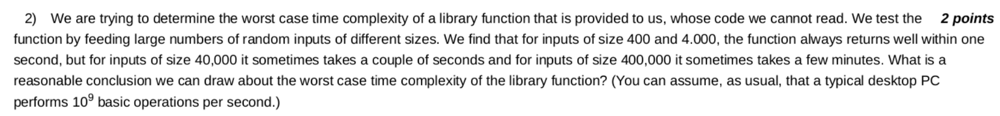 2) We are trying to determine the worst case time complexity of a library function that is provided to us, whose code we cannot read. We test the 2 points
function by feeding large numbers of random inputs of different sizes. We find that for inputs of size 400 and 4.000, the function always returns well within one
second, but for inputs of size 40,000 it sometimes takes a couple of seconds and for inputs of size 400,000 it sometimes takes a few minutes. What is a
reasonable conclusion we can draw about the worst case time complexity of the library function? (You can assume, as usual, that a typical desktop PC
performs 10⁹ basic operations per second.)